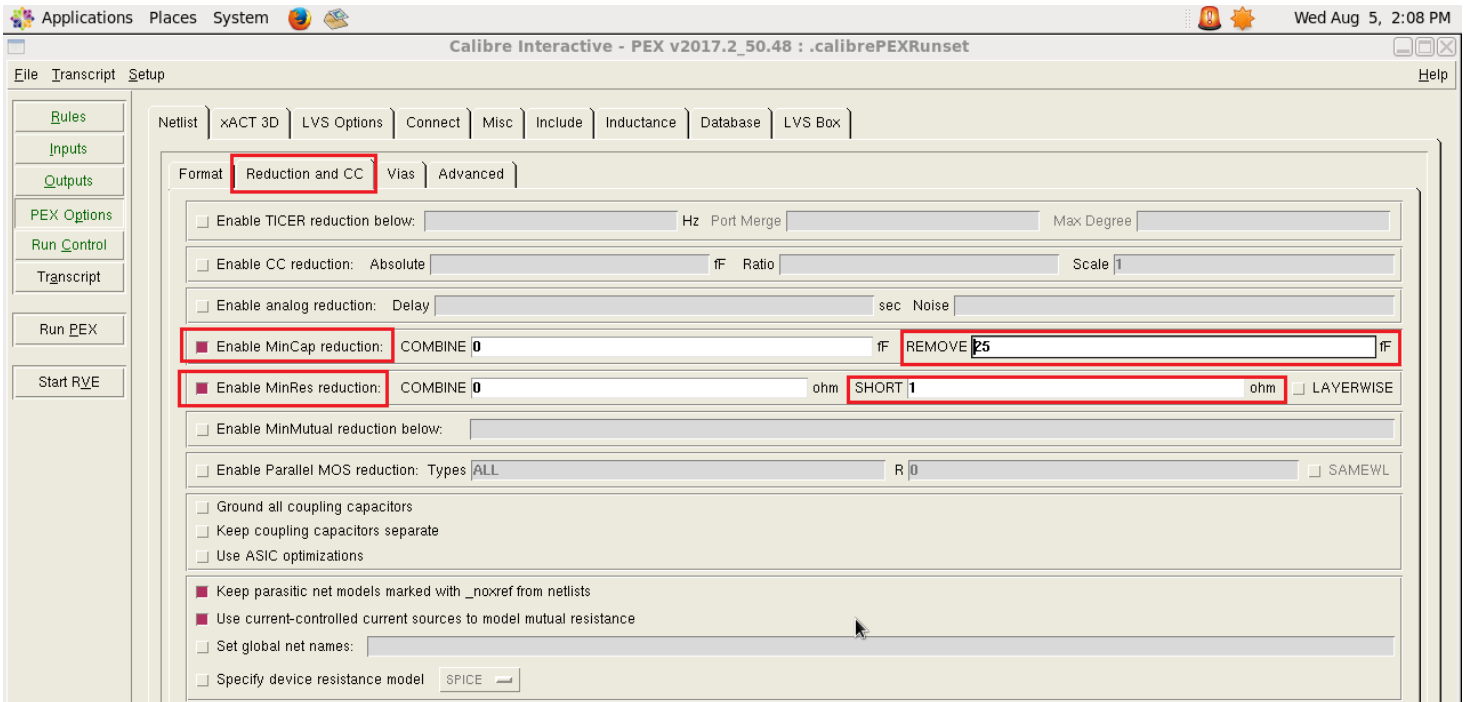 Applications Places System Wed Aug 5, 2:08 PM
Calibre Interactive - PEX v2017.2_50.48 : .calibrePEXRunset
File Transcript Setup Help
Rules
Inputs
Outputs
PEX Options
Run Control
Transcript
Run PEX
Start RVE
Netlist xACT 3D LVS Options Connect Misc Include Inductance Database LVS Box
Format Reduction and CC Vias Advanced
Enable TICER reduction below: Hz Port Merge Max Degree
Enable CC reduction: Absolute fF Ratio Scale 1
Enable analog reduction: Delay sec Noise
Enable MinCap reduction: COMBINE 0 fF REMOVE 25 fF
Enable MinRes reduction: COMBINE 0 ohm SHORT 1 ohm LAYERWISE
Enable MinMutual reduction below:
Enable Parallel MOS reduction: Types ALL R 0 SAMEWL
Ground all coupling capacitors
Keep coupling capacitors separate
Use ASIC optimizations
Keep parasitic net models marked with _noxref from netlists
Use current-controlled current sources to model mutual resistance
Set global net names:
Specify device resistance model SPICE